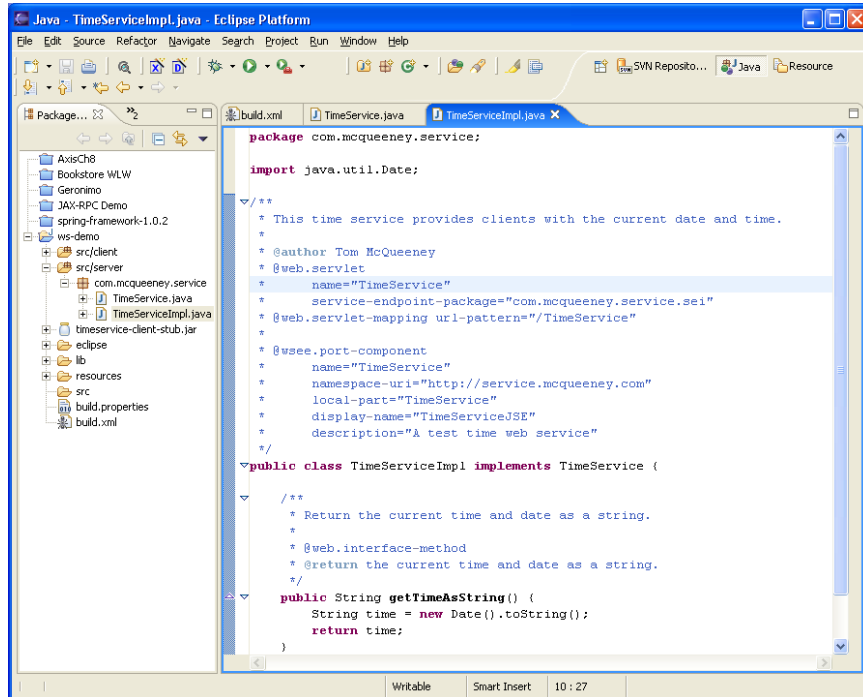 Java - TimeServiceImpl.java - Eclipse Platform
File Edit Source Refactor Navigate Search Project Run Window Help
SVN Reposito... Java Resource
Package... 2
build.xml TimeService.java TimeServiceImpl.java
AxisCh8
Bookstore WLW
Geronimo
JAX-RPC Demo
spring-framework-1.0.2
ws-demo
src/client
src/server
com.mcqueeney.service
TimeService.java
TimeServiceImpl.java
timeservice-client-stub.jar
eclipse
lib
resources
src
build.properties
build.xml
package com.mcqueeney.service;
import java.util.Date;
/**
* This time service provides clients with the current date and time.
*
* @author Tom McQueeney
* @web.servlet
* name="TimeService"
* service-endpoint-package="com.mcqueeney.service.sei"
* @web.servlet-mapping url-pattern="/TimeService"
*
* @wsee.port-component
* name="TimeService"
* namespace-uri="http://service.mcqueeney.com"
* local-part="TimeService"
* display-name="TimeServiceJSE"
* description="A test time web service"
*/
public class TimeServiceImpl implements TimeService {
/**
* Return the current time and date as a string.
*
* @web.interface-method
* @return the current time and date as a string.
*/
public String getTimeAsString() {
String time = new Date().toString();
return time;
}
Writable Smart Insert 10 : 27